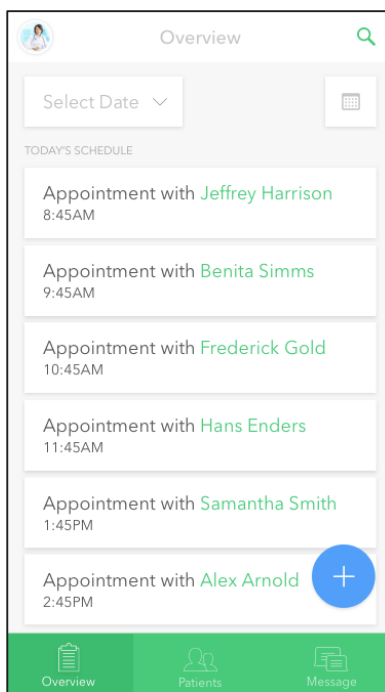 Overview
Select Date
TODAY'S SCHEDULE
Appointment with Jeffrey Harrison
8:45AM
Appointment with Benita Simms
9:45AM
Appointment with Frederick Gold
10:45AM
Appointment with Hans Enders
11:45AM
Appointment with Samantha Smith
1:45PM
Appointment with Alex Arnold
2:45PM
Overview Patients Message